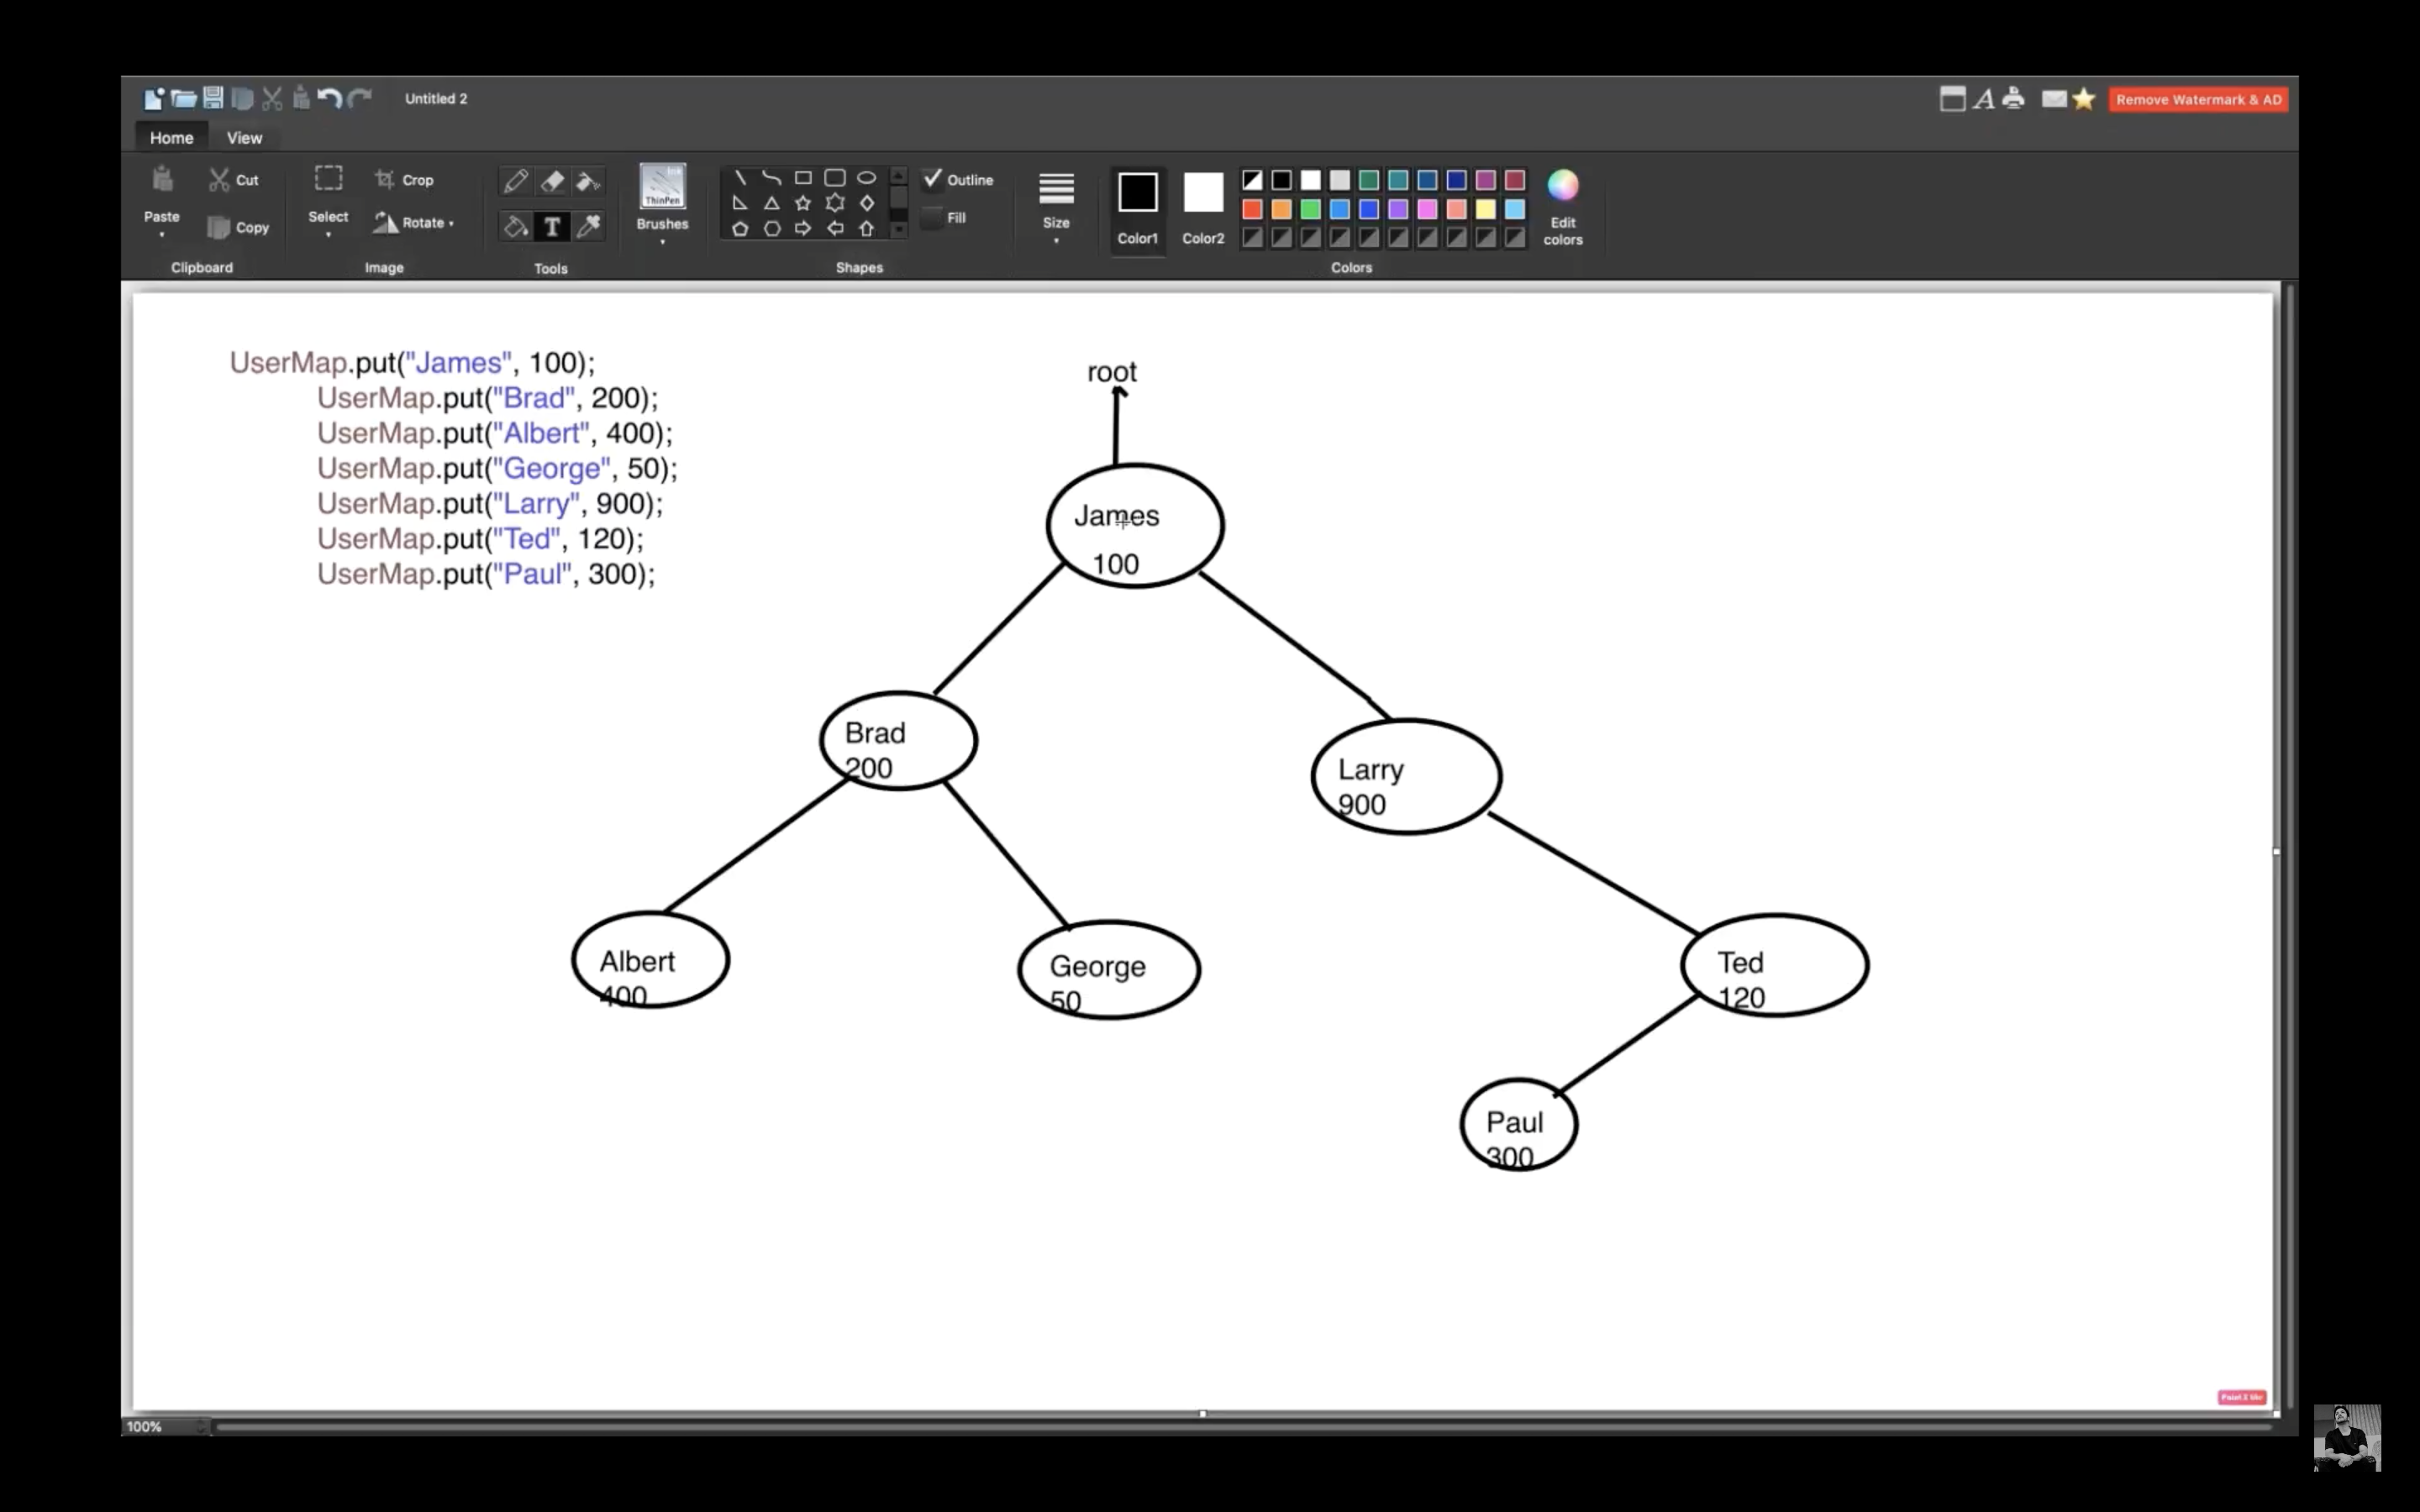 Untitled 2
A
Remove Watermark & AD
Home View
Paste
Cut
Copy
Clipboard
Select
Crop
Rotate
Image
T
Tools
Ink
ThinPen
Brushes
Shapes
Outline
Fill
Size
Color1
Color2
Edit
colors
Colors
UserMap.put("James", 100);
UserMap.put("Brad", 200);
UserMap.put("Albert", 400);
UserMap.put("George", 50);
UserMap.put("Larry", 900);
UserMap.put("Ted", 120);
UserMap.put("Paul", 300);
root
James
100
Brad
200
Larry
900
Albert
400
George
50
Ted
120
Paul
300
100%